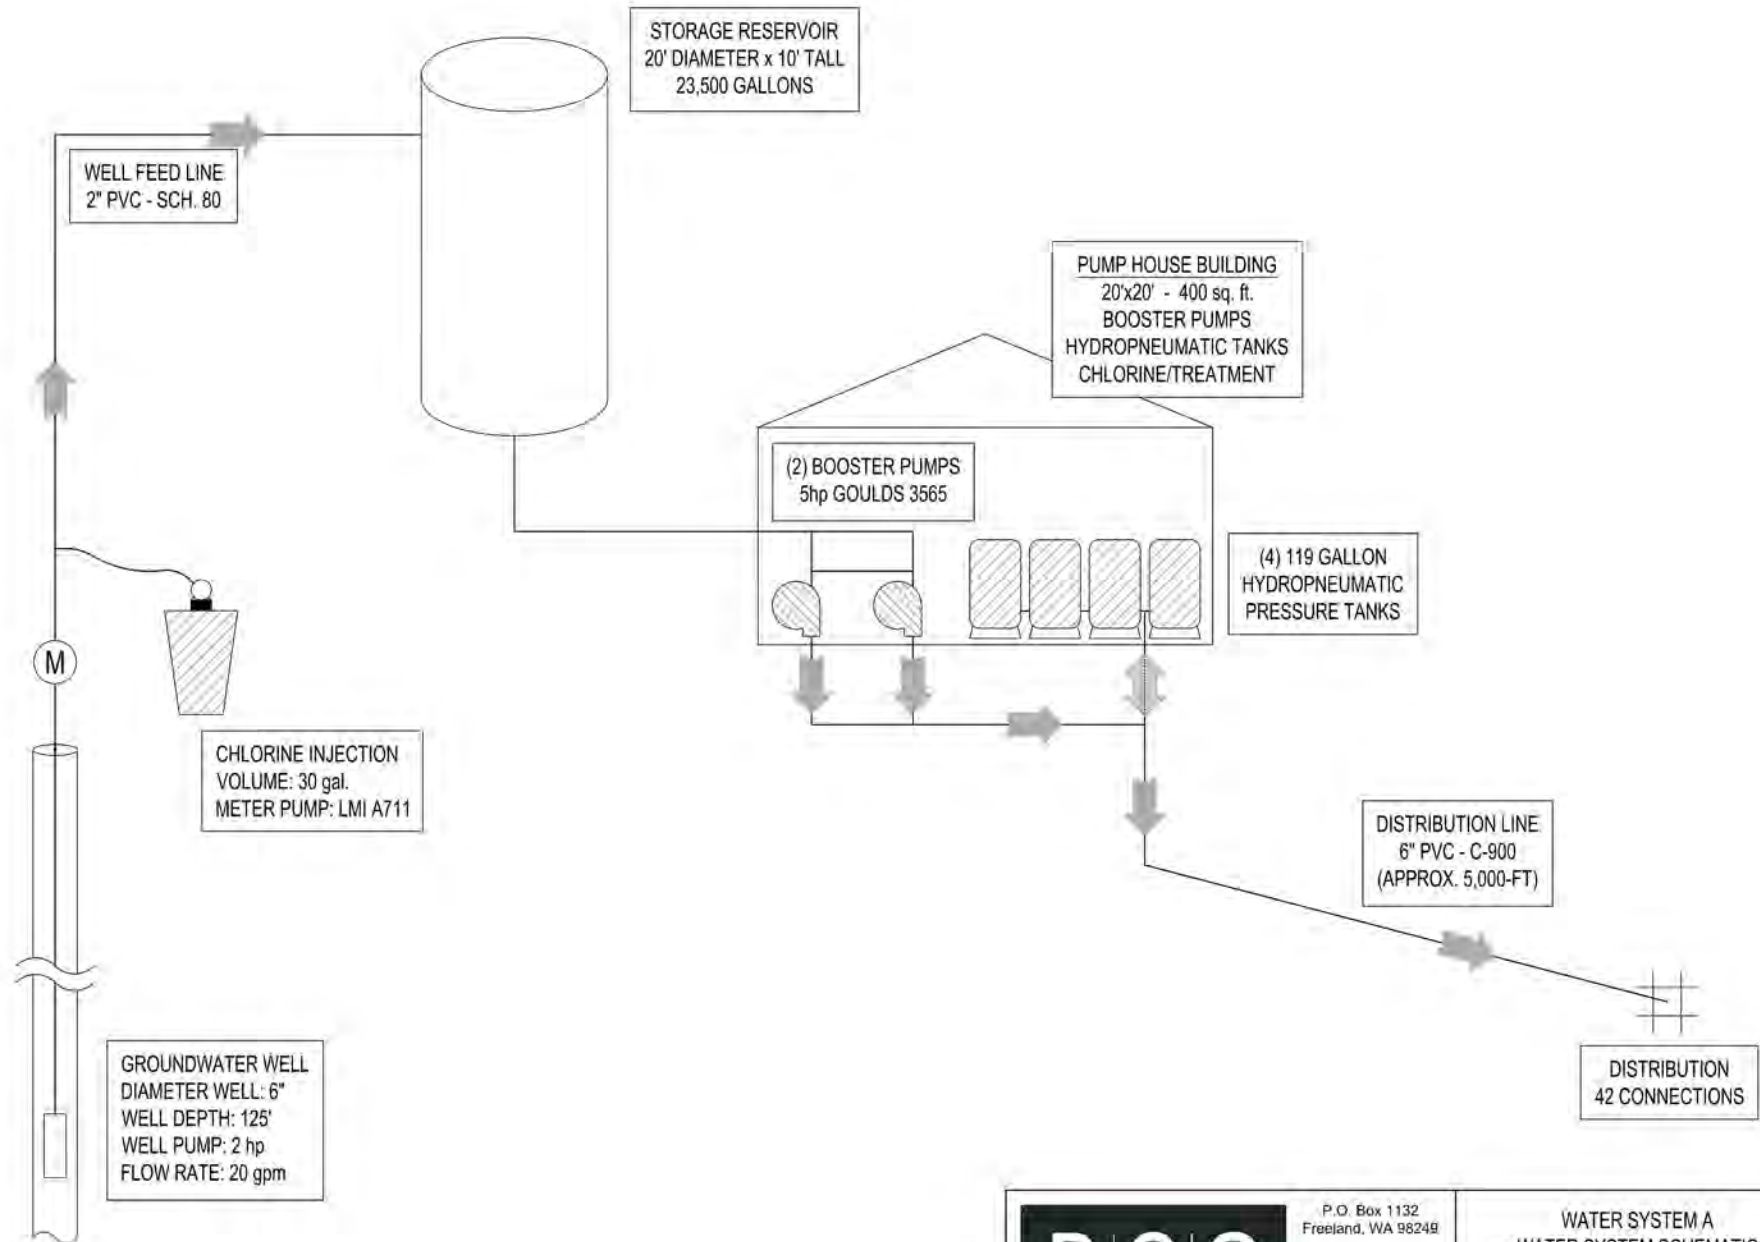 STORAGE RESERVOIR
20' DIAMETER x 10' TALL
23,500 GALLONS
WELL FEED LINE
2" PVC - SCH. 80
PUMP HOUSE BUILDING
20'x20' - 400 sq. ft.
BOOSTER PUMPS
HYDROPNEUMATIC TANKS
CHLORINE/TREATMENT
(2) BOOSTER PUMPS
5hp GOULDS 3565
(4) 119 GALLON
HYDROPNEUMATIC
PRESSURE TANKS
M
CHLORINE INJECTION
VOLUME: 30 gal.
METER PUMP: LMI A711
DISTRIBUTION LINE
6" PVC - C-900
(APPROX. 5,000-FT)
GROUNDWATER WELL
DIAMETER WELL: 6"
WELL DEPTH: 125'
WELL PUMP: 2 hp
FLOW RATE: 20 gpm
DISTRIBUTION
42 CONNECTIONS
P.O. Box 1132
Freeland, WA 98249
WATER SYSTEM A
WATER SYSTEM SCHEMATIC